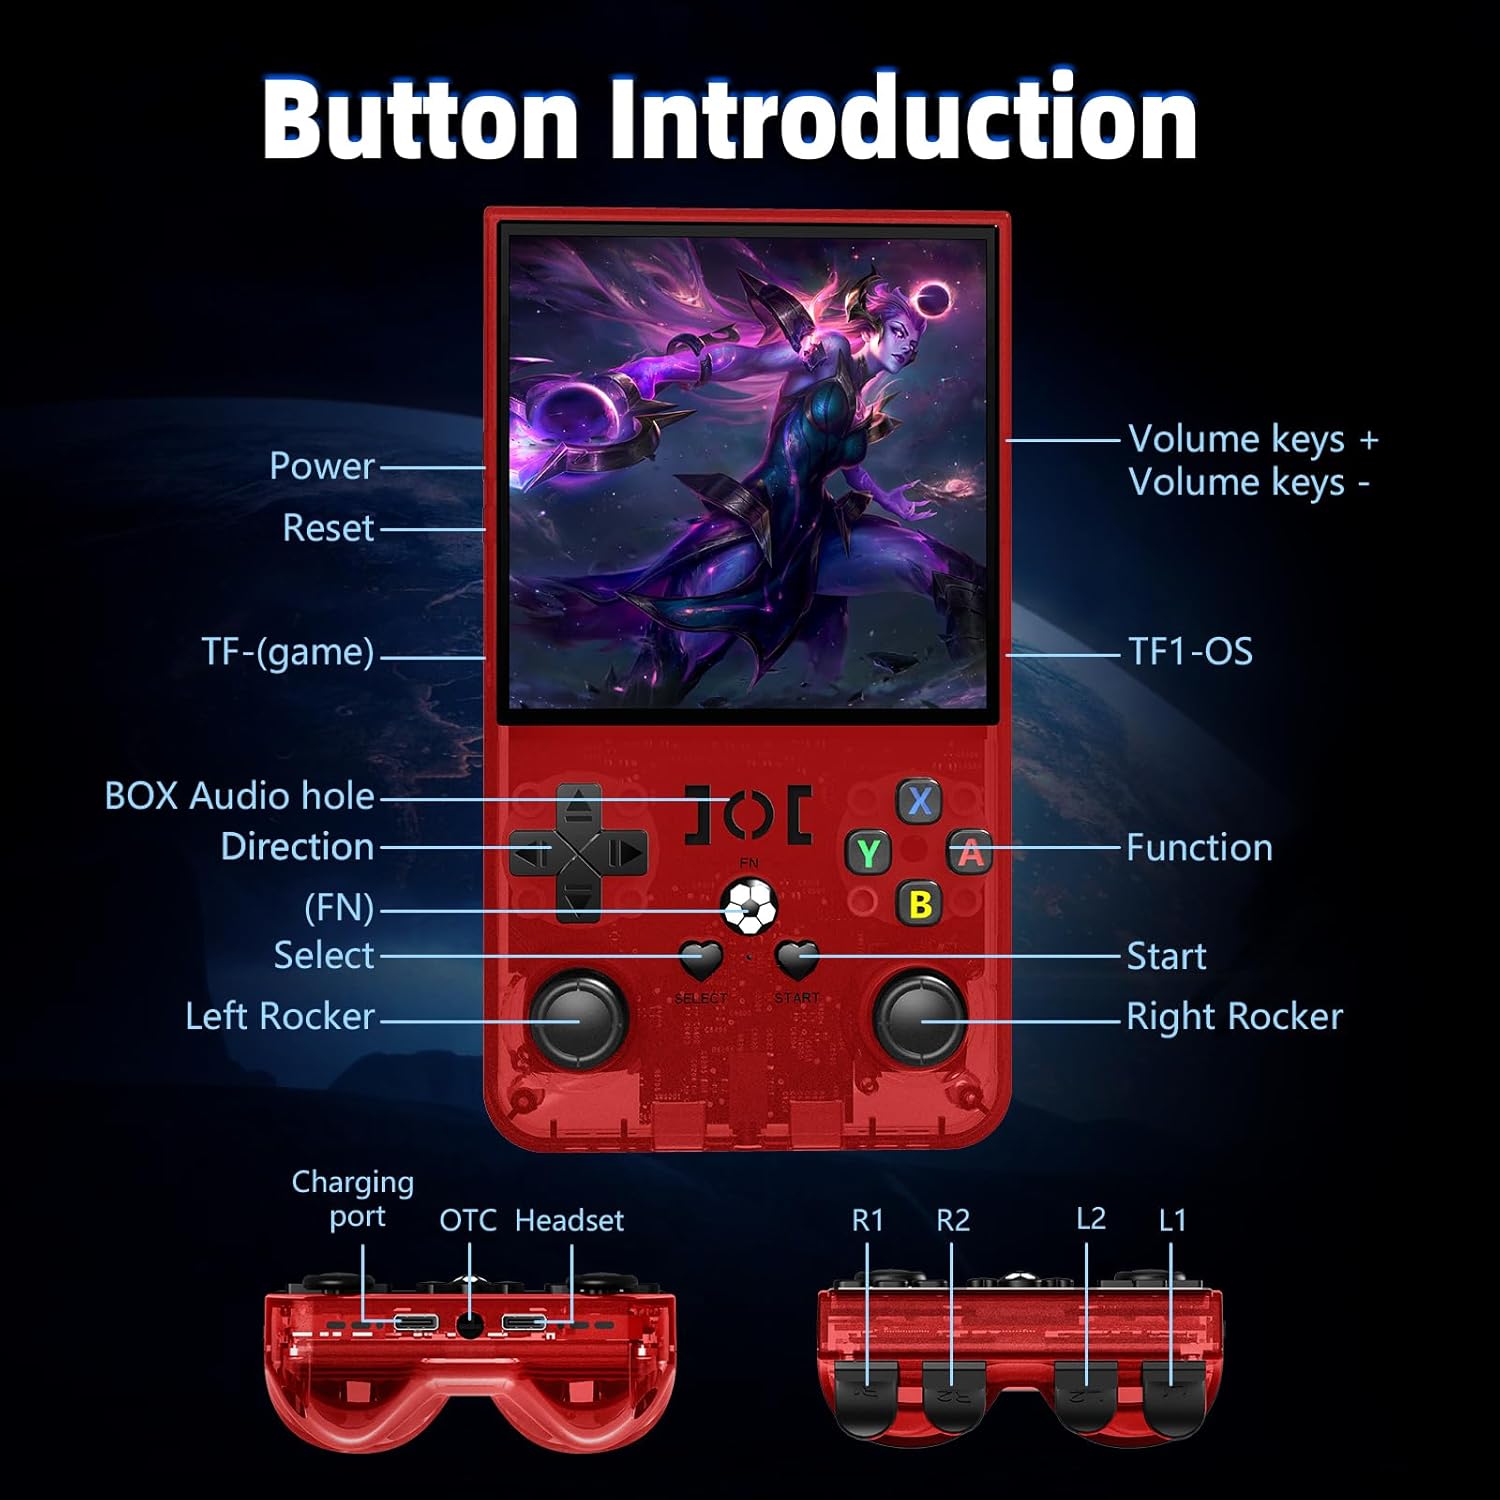 Button Introduction
Power
Reset
TF-(game)
BOX Audio hole
Direction
(FN)
Select
Left Rocker
Volume keys +
Volume keys -
TF1-OS
Function
Start
Right Rocker
X
Y
A
B
FN
SELECT
START
Charging
port
OTC
Headset
R1
R2
L2
L1
R2